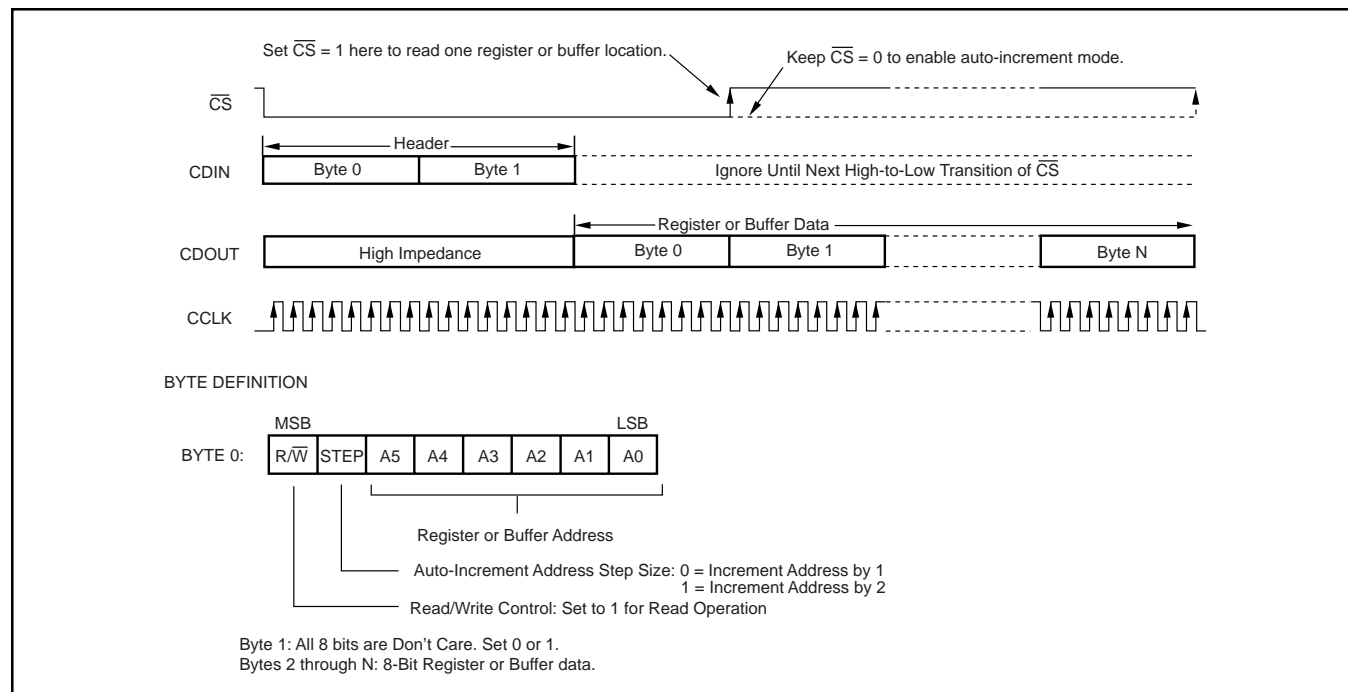 Set C̅S̅ = 1 here to read one register or buffer location.
Keep C̅S̅ = 0 to enable auto-increment mode.
C̅S̅
Header
CDIN
Byte 0
Byte 1
Ignore Until Next High-to-Low Transition of C̅S̅
Register or Buffer Data
CDOUT
High Impedance
Byte 0
Byte 1
Byte N
CCLK
BYTE DEFINITION
MSB
LSB
BYTE 0:
R/W̅
STEP
A5
A4
A3
A2
A1
A0
Register or Buffer Address
Auto-Increment Address Step Size: 0 = Increment Address by 1
1 = Increment Address by 2
Read/Write Control: Set to 1 for Read Operation
Byte 1: All 8 bits are Don’t Care. Set 0 or 1.
Bytes 2 through N: 8-Bit Register or Buffer data.